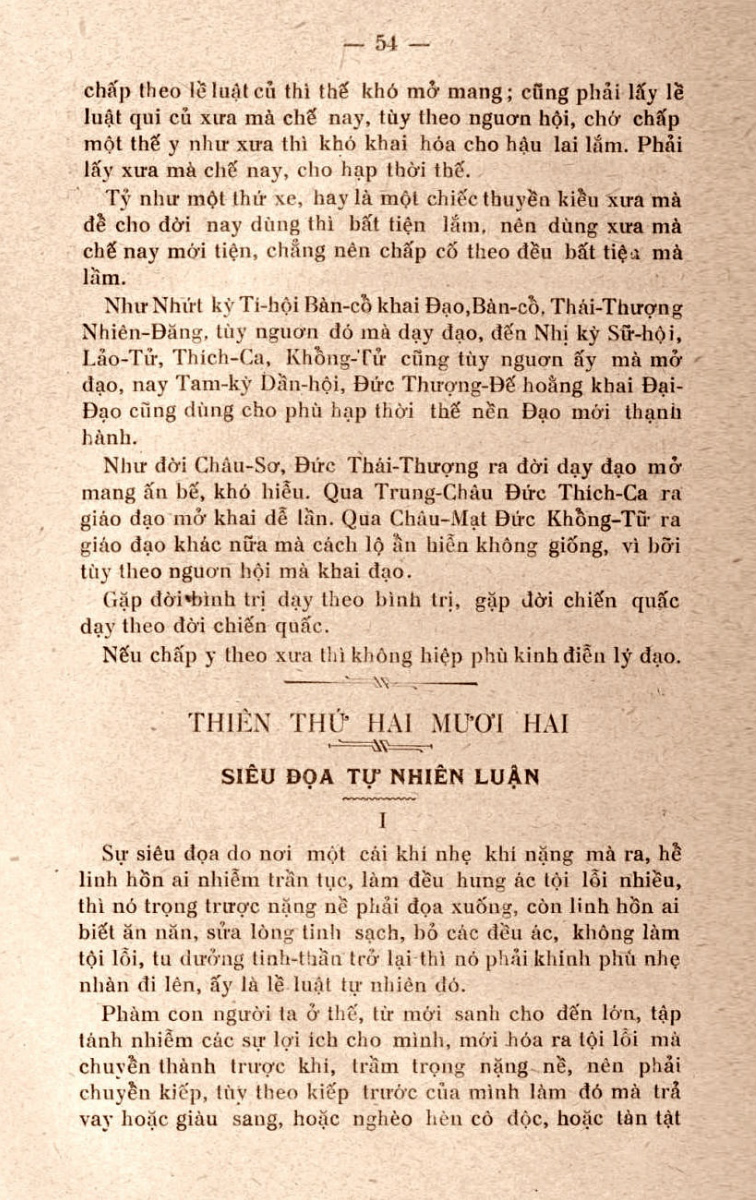 — 54 —
chấp theo lề luật củ thì thế khó mở mang; cũng phải lấy lề
luật qui củ xưa mà chế nay, tùy theo nguơn hội, chớ chấp
một thế y như xưa thì khó khai hóa cho hậu lai lắm. Phải
lấy xưa mà chế nay, cho hạp thời thế.
Tỷ như một thứ xe, hay là một chiếc thuyền kiểu xưa mà
để cho đời nay dùng thì bất tiện lắm, nên dùng xưa mà
chế nay mới tiện, chẳng nên chấp cố theo đều bất tiện mà
lầm.
Như Nhứt kỳ Tí-hội Bàn-cổ khai Đạo, Bàn-cổ, Thái-Thượng
Nhiên-Đăng, tùy nguơn đó mà dạy đạo, đến Nhị kỳ Sữ-hội,
Lảo-Tử, Thích-Ca, Khổng-Tử cũng tùy nguơn ấy mà mở
đạo, nay Tam-kỳ Dần-hội, Đức Thượng-Đế hoằng khai Đại-
Đạo cũng dùng cho phù hạp thời thế nền Đạo mới thạnh
hành.
Như đời Châu-Sơ, Đức Thái-Thượng ra đời dạy đạo mở
mang ấn bế, khó hiểu. Qua Trung-Châu Đức Thích-Ca ra
giáo đạo mở khai dễ lần. Qua Châu-Mạt Đức Khổng-Tữ ra
giáo đạo khác nữa mà cách lộ ẩn hiển không giống, vì bỡi
tùy theo nguơn hội mà khai đạo.
Gặp đời bình trị dạy theo bình trị, gặp đời chiến quấc
dạy theo đời chiến quấc.
Nếu chấp y theo xưa thì không hiệp phù kinh điển lý đạo.
THIÊN THỨ HAI MƯƠI HAI
SIÊU ĐỌA TỰ NHIÊN LUẬN
I
Sự siêu đọa do nơi một cái khí nhẹ khí nặng mà ra, hễ
linh hồn ai nhiễm trần tục, làm đều hung ác tội lỗi nhiều,
thì nó trọng trược nặng nề phải đọa xuống, còn linh hồn ai
biết ăn năn, sửa lòng tinh sạch, bỏ các đều ác, không làm
tội lỗi, tu dưởng tinh-thần trở lại thì nó phải khinh phù nhẹ
nhàn đi lên, ấy là lề luật tự nhiên đó.
Phàm con người ta ở thế, từ mới sanh cho đến lớn, tập
tánh nhiễm các sự lợi ích cho mình, mới hóa ra tội lỗi mà
chuyển thành trược khí, trầm trọng nặng nề, nên phải
chuyển kiếp, tùy theo kiếp trước của mình làm đó mà trả
vay hoặc giàu sang, hoặc nghèo hèn cô độc, hoặc tàn tật